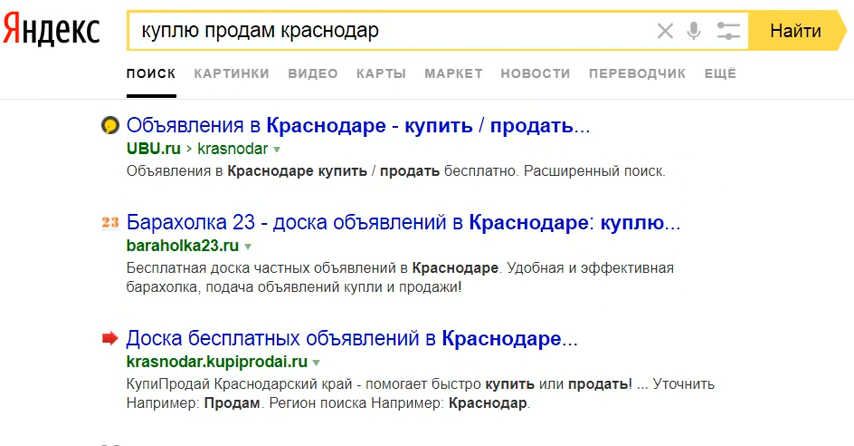 Яндекс
куплю продам краснодар
Найти
ПОИСК КАРТИНКИ ВИДЕО КАРТЫ МАРКЕТ НОВОСТИ ПЕРЕВОДЧИК ЕЩЁ
Объявления в Краснодаре - купить / продать...
UBU.ru › krasnodar
Объявления в Краснодаре купить / продать бесплатно. Расширенный поиск.
23 Барахолка 23 - доска объявлений в Краснодаре: куплю...
baraholka23.ru
Бесплатная доска частных объявлений в Краснодаре. Удобная и эффективная
барахолка, подача объявлений купли и продажи!
Доска бесплатных объявлений в Краснодаре...
krasnodar.kupiprodai.ru
КупиПродай Краснодарский край - помогает быстро купить или продать! ... Уточнить
Например: Продам. Регион поиска Например: Краснодар.